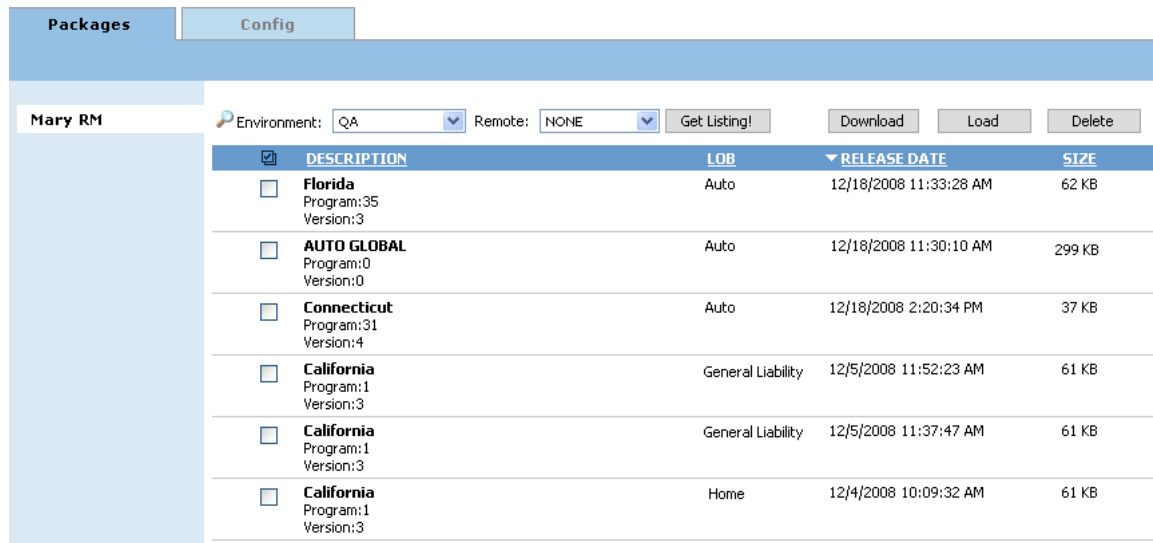 Packages Config
Mary RM
Environment: QA Remote: NONE Get Listing! Download Load Delete
DESCRIPTION LOB RELEASE DATE SIZE
Florida Auto 12/18/2008 11:33:28 AM 62 KB
Program:35
Version:3
AUTO GLOBAL Auto 12/18/2008 11:30:10 AM 299 KB
Program:0
Version:0
Connecticut Auto 12/18/2008 2:20:34 PM 37 KB
Program:31
Version:4
California General Liability 12/5/2008 11:52:23 AM 61 KB
Program:1
Version:3
California General Liability 12/5/2008 11:37:47 AM 61 KB
Program:1
Version:3
California Home 12/4/2008 10:09:32 AM 61 KB
Program:1
Version:3